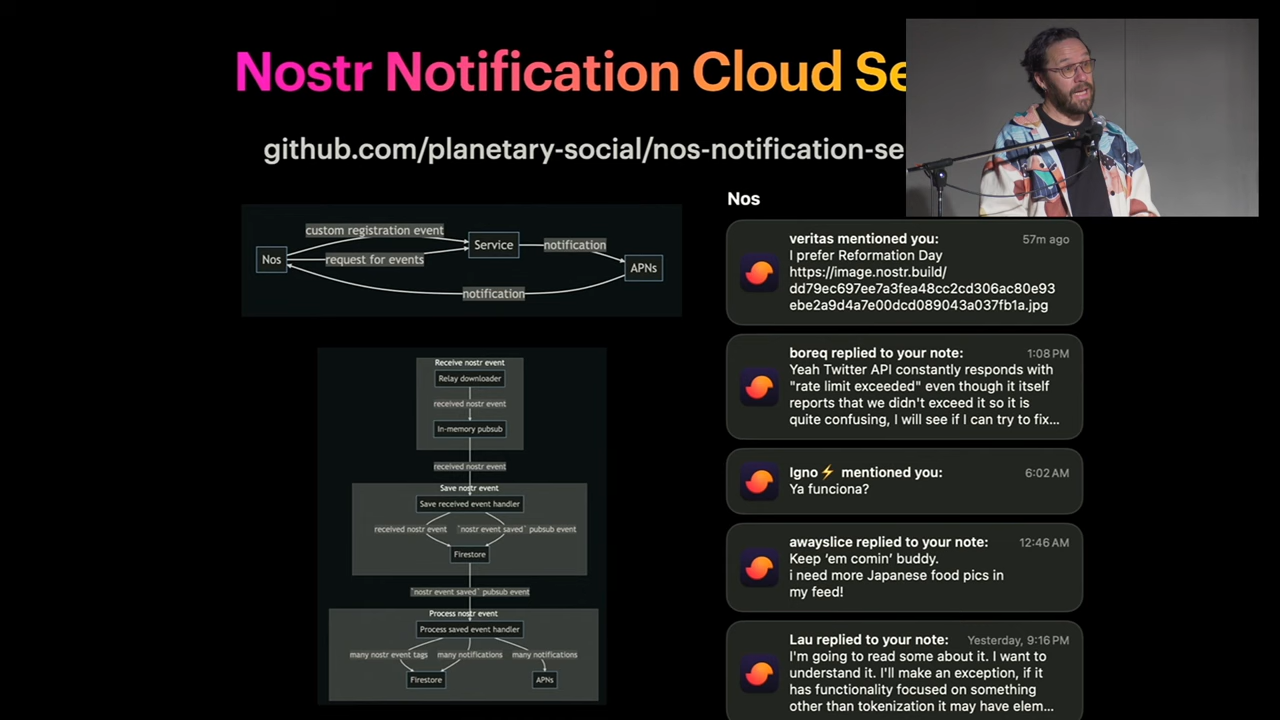 Nostr Notification Cloud Se
github.com/planetary-social/nos-notification-se
custom registration event
Nos
request for events
Service
notification
APNs
notification
Receive nostr event
Relay downloader
received nostr event
In-memory pubsub
received nostr event
Save nostr event
Save received event handler
received nostr event
`nostr event saved` pubsub event
Firestore
`nostr event saved` pubsub event
Process nostr event
Process saved event handler
many nostr event tags
many notifications
many notifications
Firestore
APNs
Nos
veritas mentioned you:
57m ago
I prefer Reformation Day
https://image.nostr.build/
dd79ec697ee7a3fea48cc2cd306ac80e93
ebe2a9d4a7e00dcd089043a037fb1a.jpg
boreq replied to your note:
1:08 PM
Yeah Twitter API constantly responds with
"rate limit exceeded" even though it itself
reports that we didn't exceed it so it is
quite confusing, I will see if I can try to fix...
Igno⚡ mentioned you:
6:02 AM
Ya funciona?
awayslice replied to your note:
12:46 AM
Keep ‘em comin’ buddy.
i need more Japanese food pics in
my feed!
Lau replied to your note:
Yesterday, 9:16 PM
I'm going to read some about it. I want to
understand it. I'll make an exception, if it
has functionality focused on something
other than tokenization it may have elem...